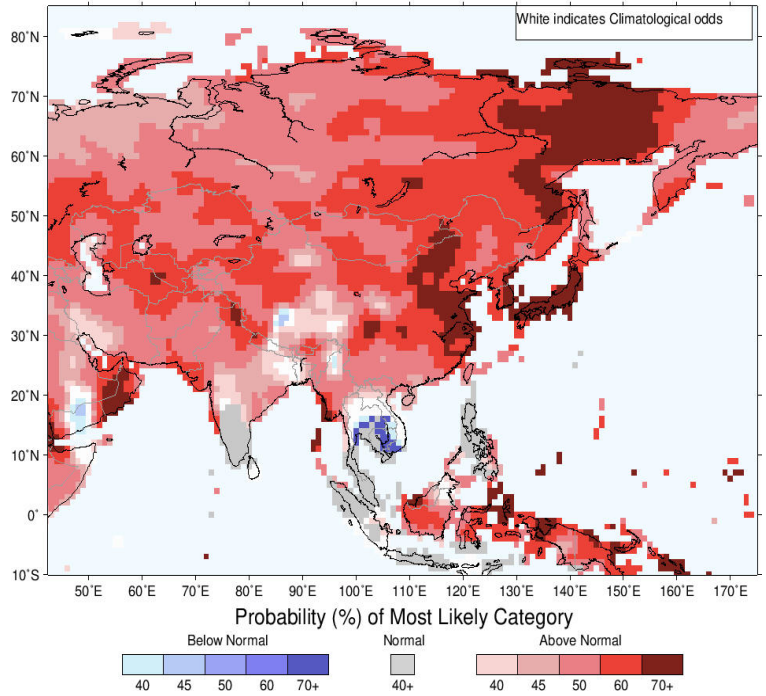 White indicates Climatological odds
80˚N
70˚N
60˚N
50˚N
40˚N
30˚N
20˚N
10˚N
0˚
10˚S
50˚E 60˚E 70˚E 80˚E 90˚E 100˚E 110˚E 120˚E 130˚E 140˚E 150˚E 160˚E 170˚E
Probability (%) of Most Likely Category
Below Normal Normal Above Normal
40 45 50 60 70+ 40+ 40 45 50 60 70+